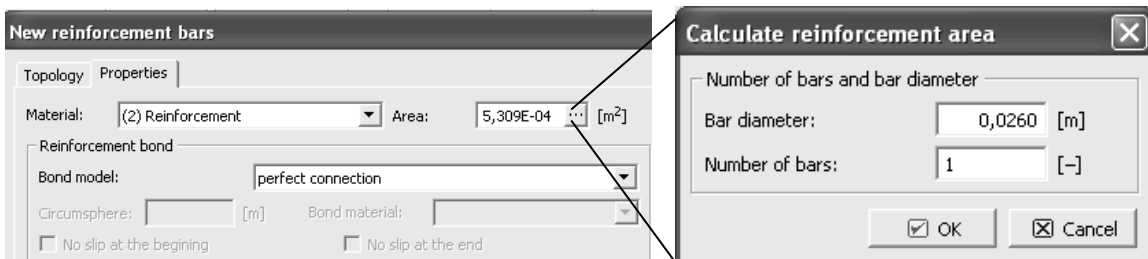 New reinforcement bars
Topology Properties
Material: (2) Reinforcement Area: 5,309E-04 ... [m²]
Reinforcement bond
Bond model: perfect connection
Circumsphere: [m] Bond material:
No slip at the begining No slip at the end
Calculate reinforcement area
Number of bars and bar diameter
Bar diameter: 0,0260 [m]
Number of bars: 1 [–]
OK Cancel